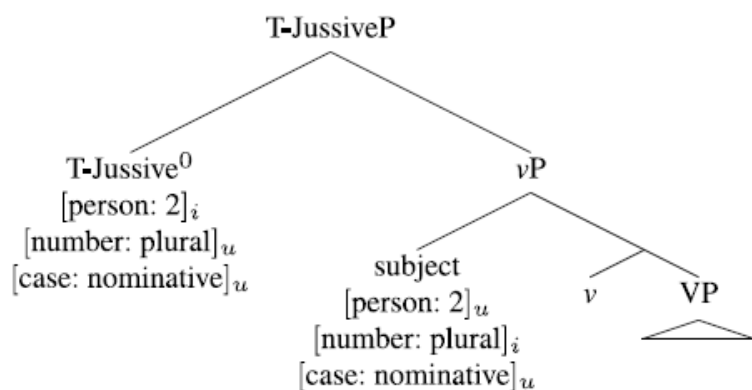 T-JussiveP
T-Jussive⁰ vP
[person: 2]ᵢ
[number: plural]ᵤ
[case: nominative]ᵤ
subject v VP
[person: 2]ᵤ
[number: plural]ᵢ
[case: nominative]ᵤ